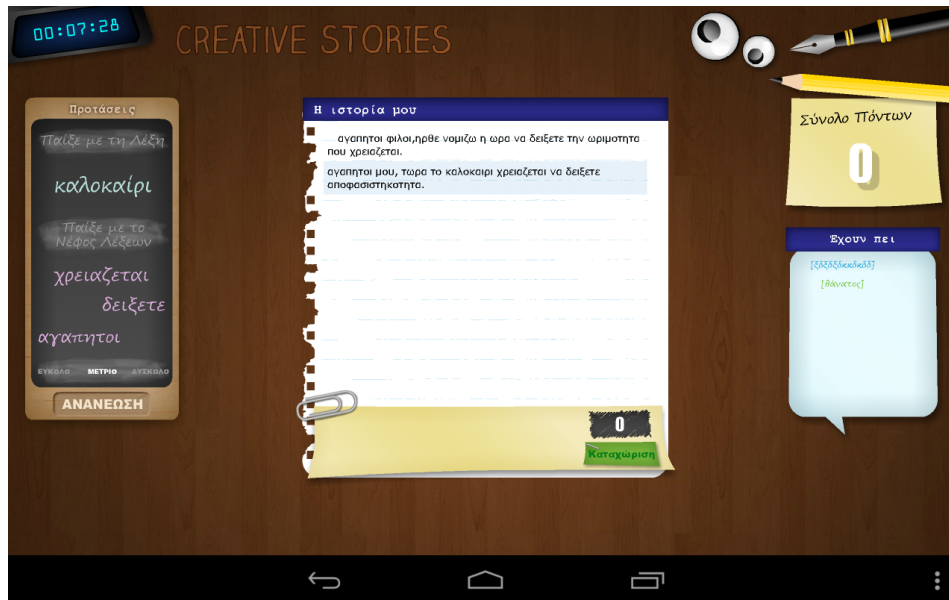 00:07:28
CREATIVE STORIES
Προτάσεις
Παίξε με τη Λέξη
καλοκαίρι
Παίξε με το
Νέφος Λέξεων
χρειαζεται
δειξετε
αγαπητοι
ΕΥΚΟΛΟ ΜΕΤΡΙΟ ΔΥΣΚΟΛΟ
ΑΝΑΝΕΩΣΗ
Η ιστορία μου
αγαπητοι φιλοι,ηρθε νομιζω η ωρα να δειξετε την ωριμοτητα
που χρειαζεται.
αγαπητοι μου, τωρα το καλοκαιρι χρειαζεται να δειξετε
αποφασιστηκοτητα.
0
Καταχώριση
Σύνολο Πόντων
0
Έχουν πει
[θάνατος]